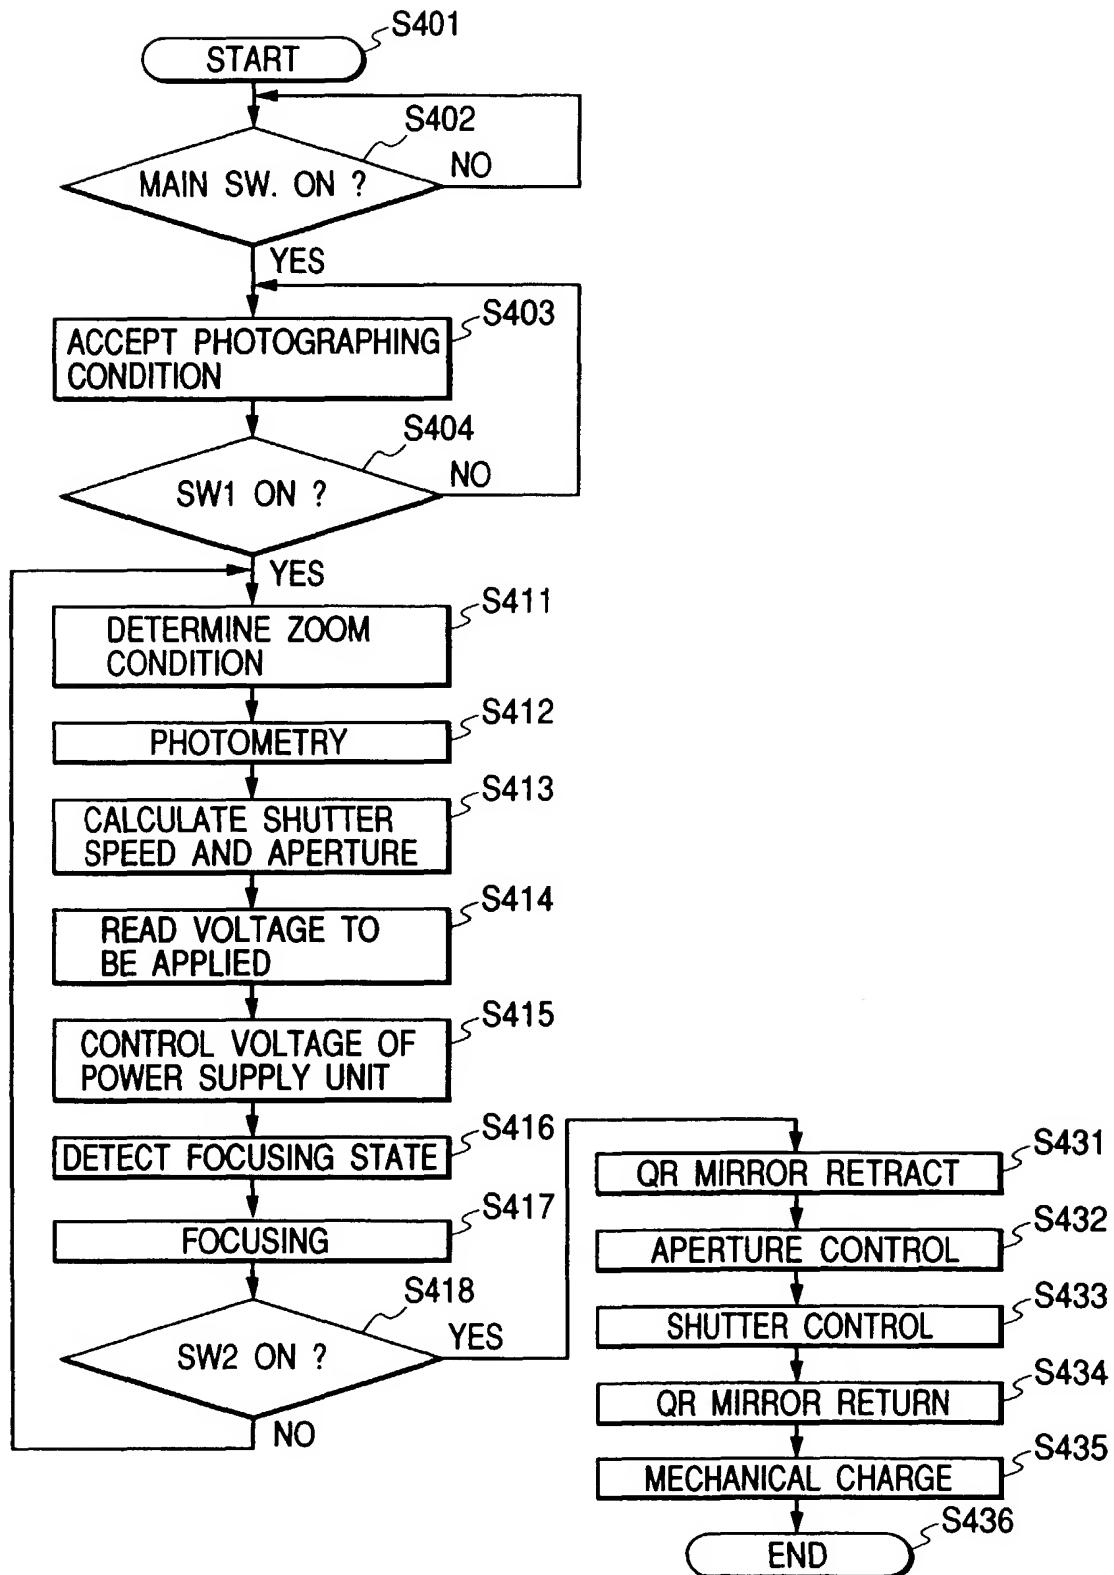 S401
START
S402
MAIN SW. ON ?
NO
YES
S403
ACCEPT PHOTOGRAPHING
CONDITION
S404
SW1 ON ?
NO
YES
S411
DETERMINE ZOOM
CONDITION
S412
PHOTOMETRY
S413
CALCULATE SHUTTER
SPEED AND APERTURE
S414
READ VOLTAGE TO
BE APPLIED
S415
CONTROL VOLTAGE OF
POWER SUPPLY UNIT
S416
DETECT FOCUSING STATE
S417
FOCUSING
S418
SW2 ON ?
YES
NO
S431
QR MIRROR RETRACT
S432
APERTURE CONTROL
S433
SHUTTER CONTROL
S434
QR MIRROR RETURN
S435
MECHANICAL CHARGE
S436
END